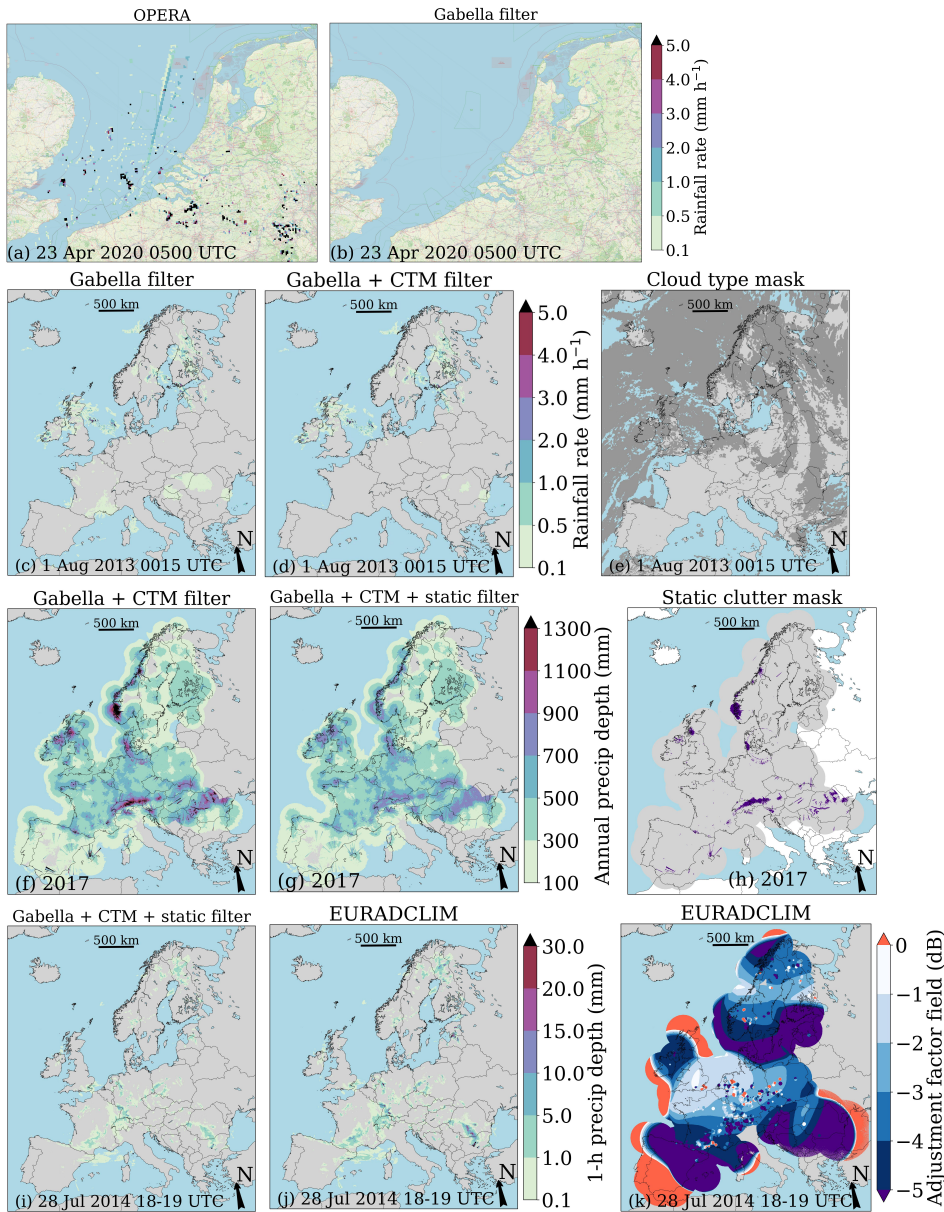 OPERA
Gabella filter
5.0
4.0
3.0
2.0
1.0
0.5
0.1
Rainfall rate (mm h⁻¹)
(a) 23 Apr 2020 0500 UTC
(b) 23 Apr 2020 0500 UTC
Gabella filter
Gabella + CTM filter
Cloud type mask
500 km
500 km
500 km
5.0
4.0
3.0
2.0
1.0
0.5
0.1
Rainfall rate (mm h⁻¹)
N
N
N
(c) 1 Aug 2013 0015 UTC
(d) 1 Aug 2013 0015 UTC
(e) 1 Aug 2013 0015 UTC
Gabella + CTM filter
Gabella + CTM + static filter
Static clutter mask
500 km
500 km
500 km
1300
1100
900
700
500
300
100
Annual precip depth (mm)
N
N
N
(f) 2017
(g) 2017
(h) 2017
Gabella + CTM + static filter
EURADCLIM
EURADCLIM
500 km
500 km
500 km
30.0
20.0
15.0
10.0
5.0
1.0
0.1
1-h precip depth (mm)
0
−1
−2
−3
−4
−5
Adjustment factor field (dB)
N
N
N
(i) 28 Jul 2014 18-19 UTC
(j) 28 Jul 2014 18-19 UTC
(k) 28 Jul 2014 18-19 UTC